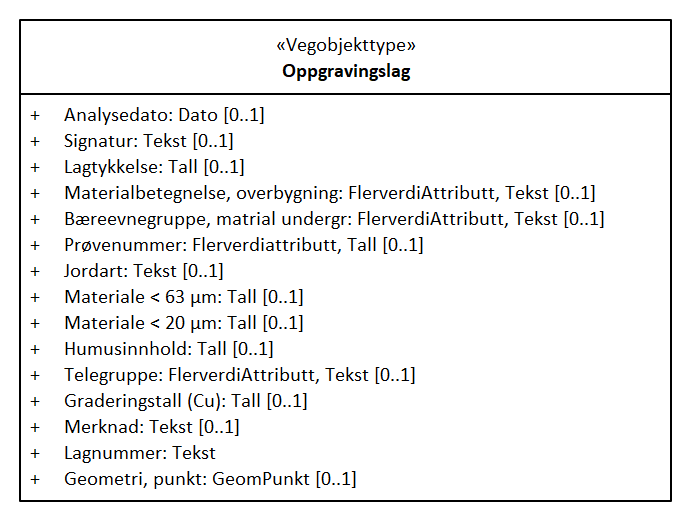 «Vegobjekttype»
Oppgravingslag
+ Analysedato: Dato [0..1]
+ Signatur: Tekst [0..1]
+ Lagtykkelse: Tall [0..1]
+ Materialbetegnelse, overbygning: FlerverdiAttributt, Tekst [0..1]
+ Bæreevnegruppe, matrial undergr: FlerverdiAttributt, Tekst [0..1]
+ Prøvenummer: Flerverdiattributt, Tall [0..1]
+ Jordart: Tekst [0..1]
+ Materiale < 63 µm: Tall [0..1]
+ Materiale < 20 µm: Tall [0..1]
+ Humusinnhold: Tall [0..1]
+ Telegruppe: FlerverdiAttributt, Tekst [0..1]
+ Graderingstall (Cu): Tall [0..1]
+ Merknad: Tekst [0..1]
+ Lagnummer: Tekst
+ Geometri, punkt: GeomPunkt [0..1]